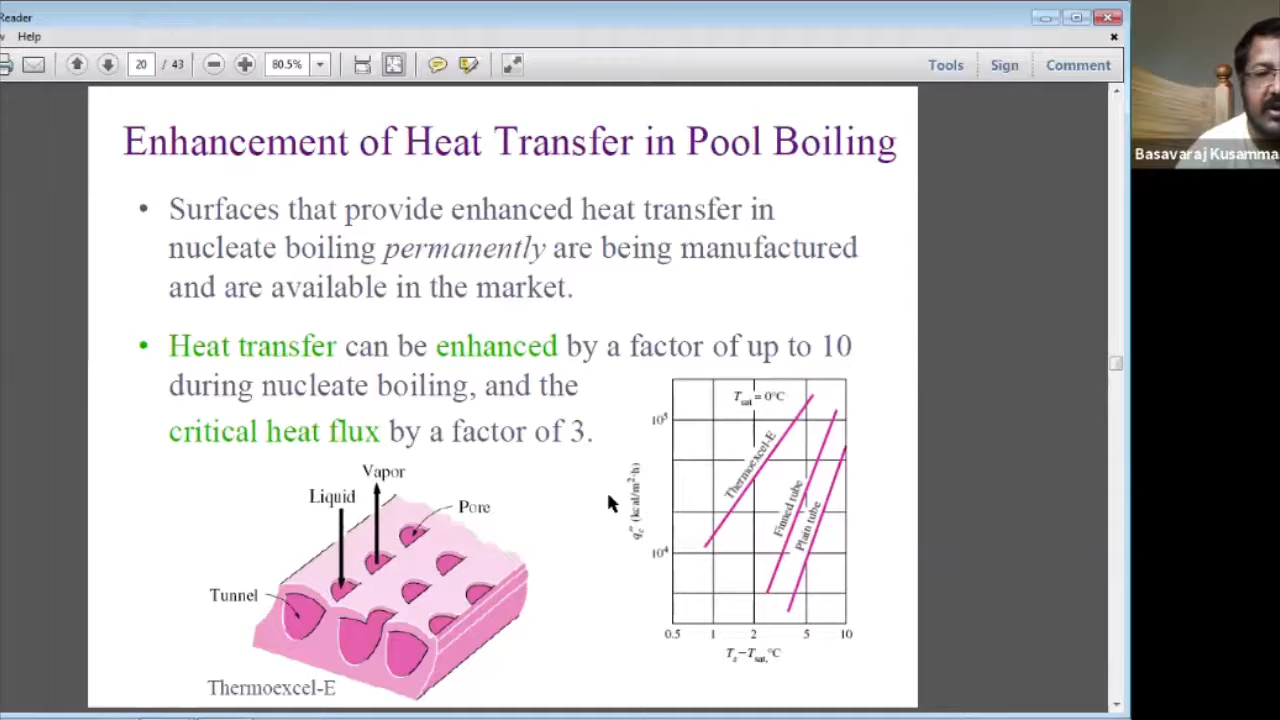 Reader
Help
20 / 43
80.5%
Tools
Sign
Comment
Basavaraj Kusamma
Enhancement of Heat Transfer in Pool Boiling
• Surfaces that provide enhanced heat transfer in
nucleate boiling permanently are being manufactured
and are available in the market.
• Heat transfer can be enhanced by a factor of up to 10
during nucleate boiling, and the
critical heat flux by a factor of 3.
Vapor
Liquid
Pore
Tunnel
Thermoexcel-E
Tsat = 0°C
10⁵
10⁴
(kcal/m²·h)
Thermoexcel-E
Finned tube
Plain tube
0.5 1 2 5 10
Ts−Tsat, °C